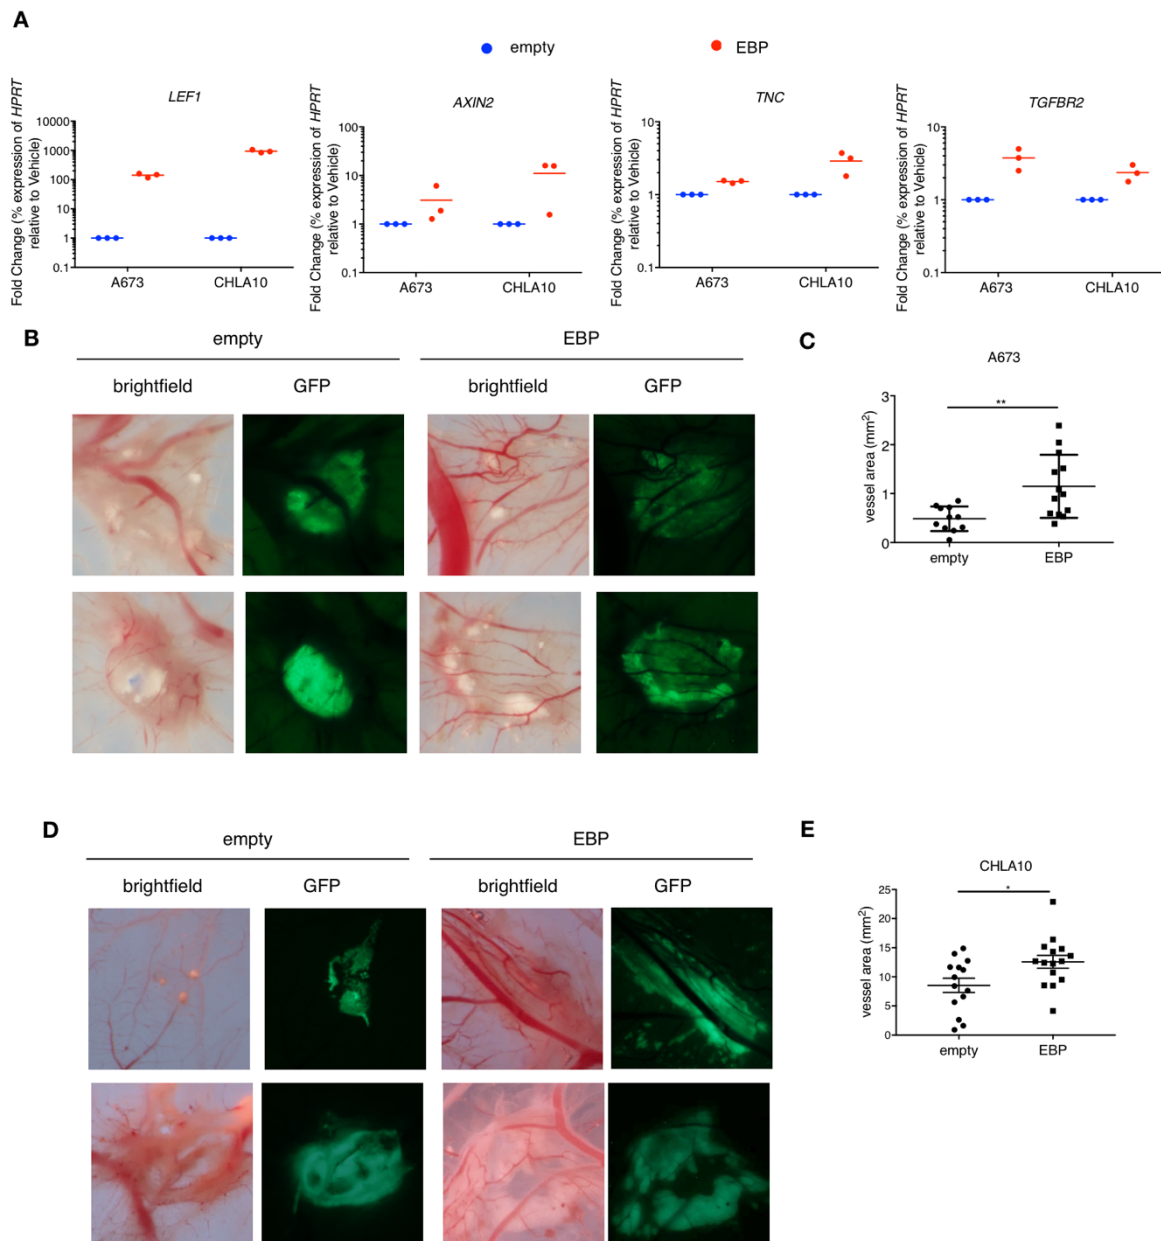 A
empty
EBP
LEF1
Fold Change (% expression of HPRT
relative to Vehicle)
10000
1000
100
10
1
0.1
A673
CHLA10
AXIN2
Fold Change (% expression of HPRT
relative to Vehicle)
100
10
1
0.1
A673
CHLA10
TNC
Fold Change (% expression of HPRT
relative to Vehicle)
10
1
0.1
A673
CHLA10
TGFBR2
Fold Change (% expression of HPRT
relative to Vehicle)
10
1
0.1
A673
CHLA10
B
empty
EBP
brightfield
GFP
brightfield
GFP
C
A673
**
vessel area (mm²)
3
2
1
0
empty
EBP
D
empty
EBP
brightfield
GFP
brightfield
GFP
E
CHLA10
*
vessel area (mm²)
25
20
15
10
5
0
empty
EBP